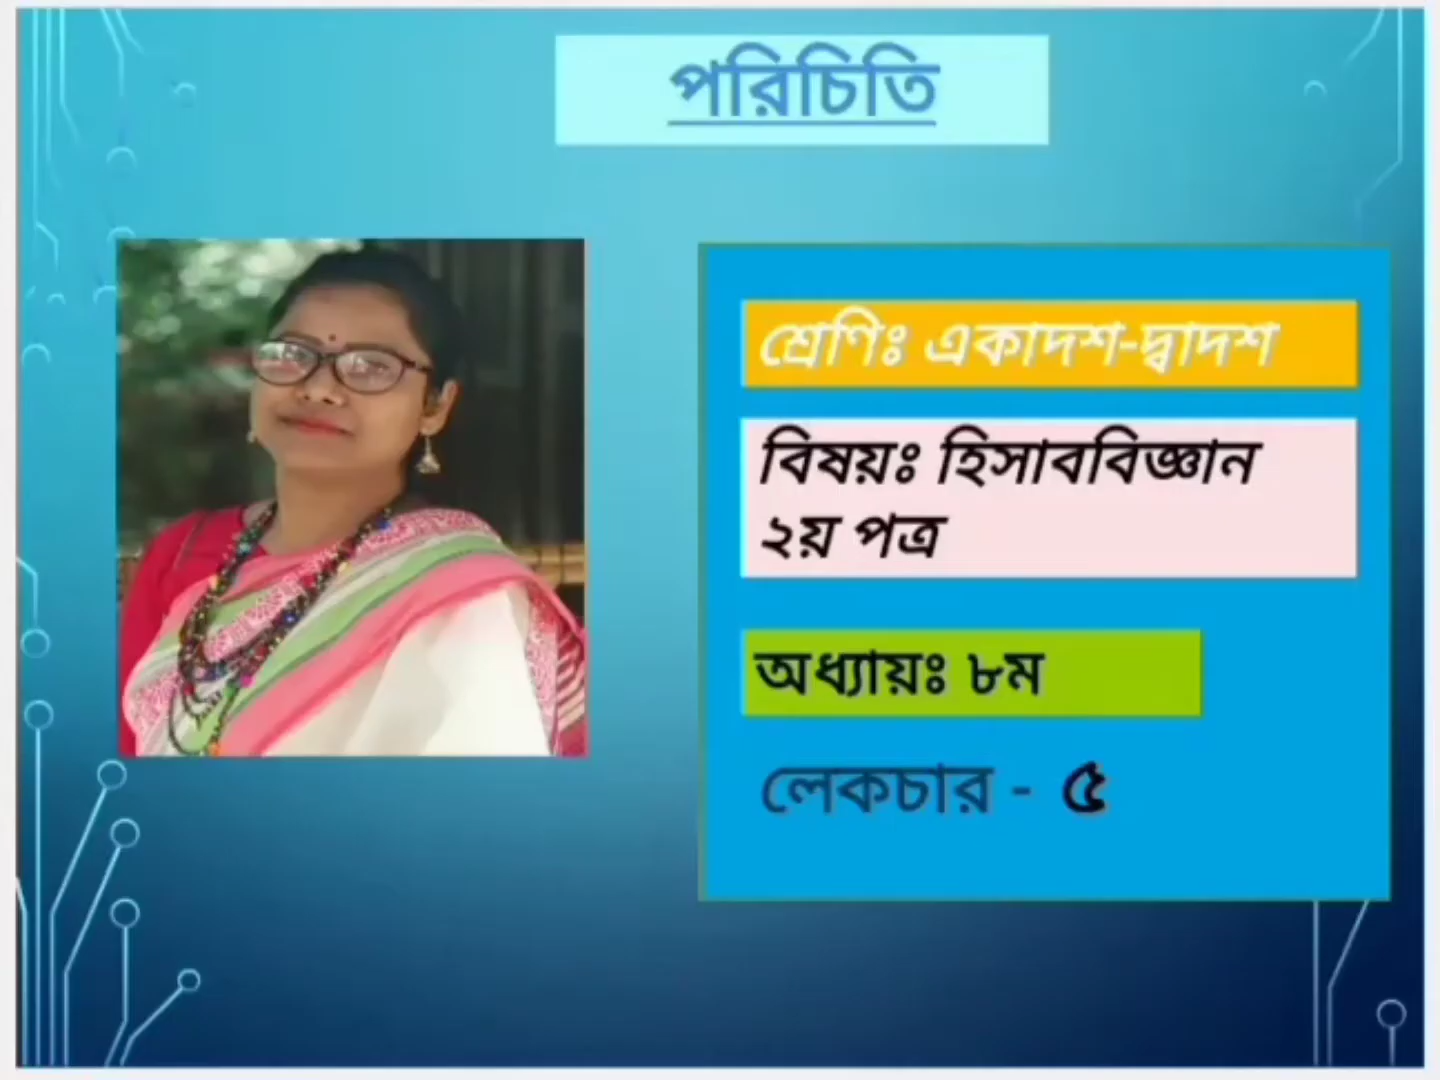 পরিচিতি
শ্রেণিঃ একাদশ-দ্বাদশ
বিষয়ঃ হিসাববিজ্ঞান
২য় পত্র
অধ্যায়ঃ ৮ম
লেকচার - ৫